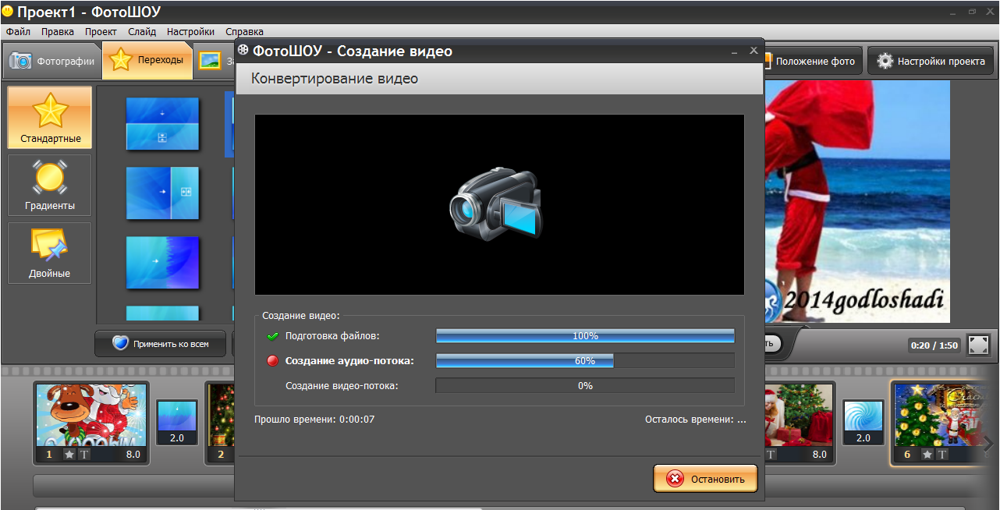 Проект1 - ФотоШОУ
Файл Правка Проект Слайд Настройки Справка
Фотографии
Переходы
Положение фото
Настройки проекта
ФотоШОУ - Создание видео
Конвертирование видео
Стандартные
Градиенты
Двойные
Применить ко всем
2014godloshadi
0:20 / 1:50
Создание видео:
Подготовка файлов: 100%
Создание аудио-потока: 60%
Создание видео-потока: 0%
Прошло времени: 0:00:07
Осталось времени: ...
Остановить
1 T 8.0
2.0
2
T 8.0
2.0
6 T